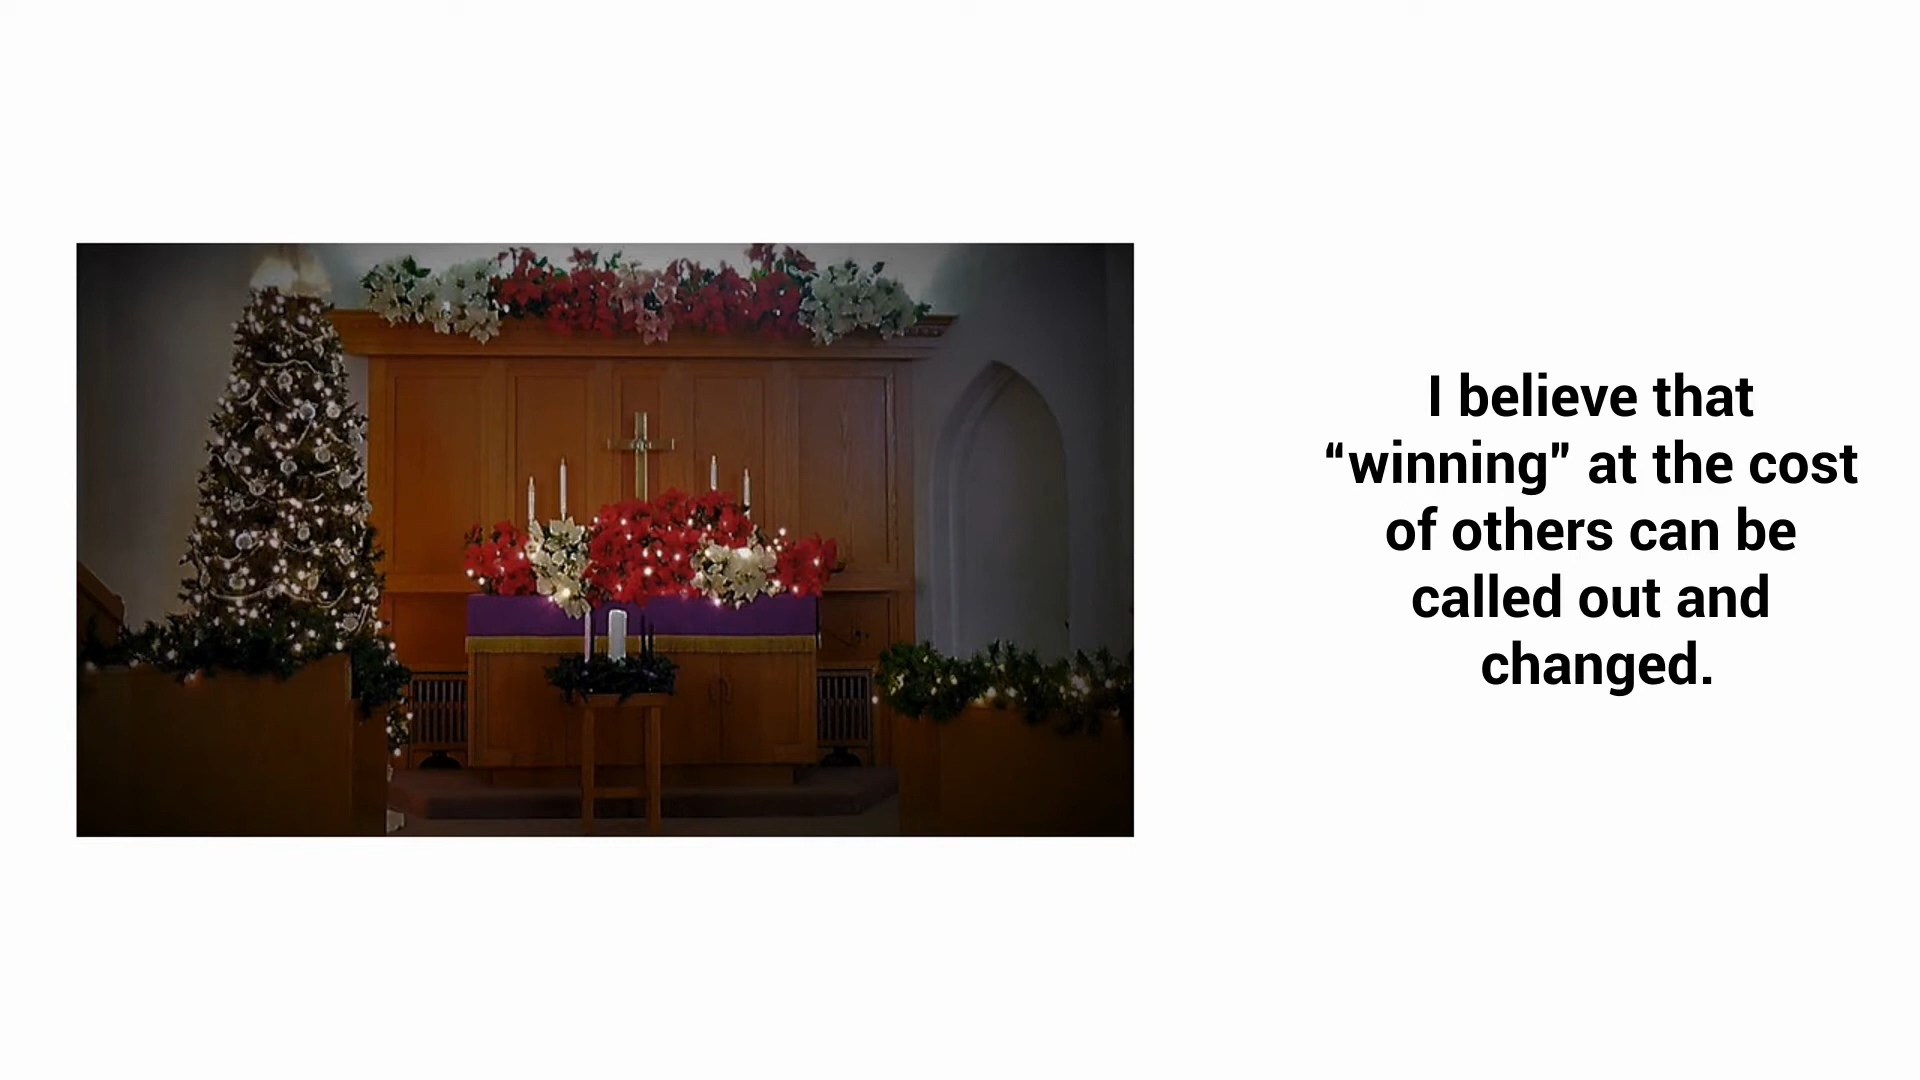 I believe that
“winning” at the cost
of others can be
called out and
changed.